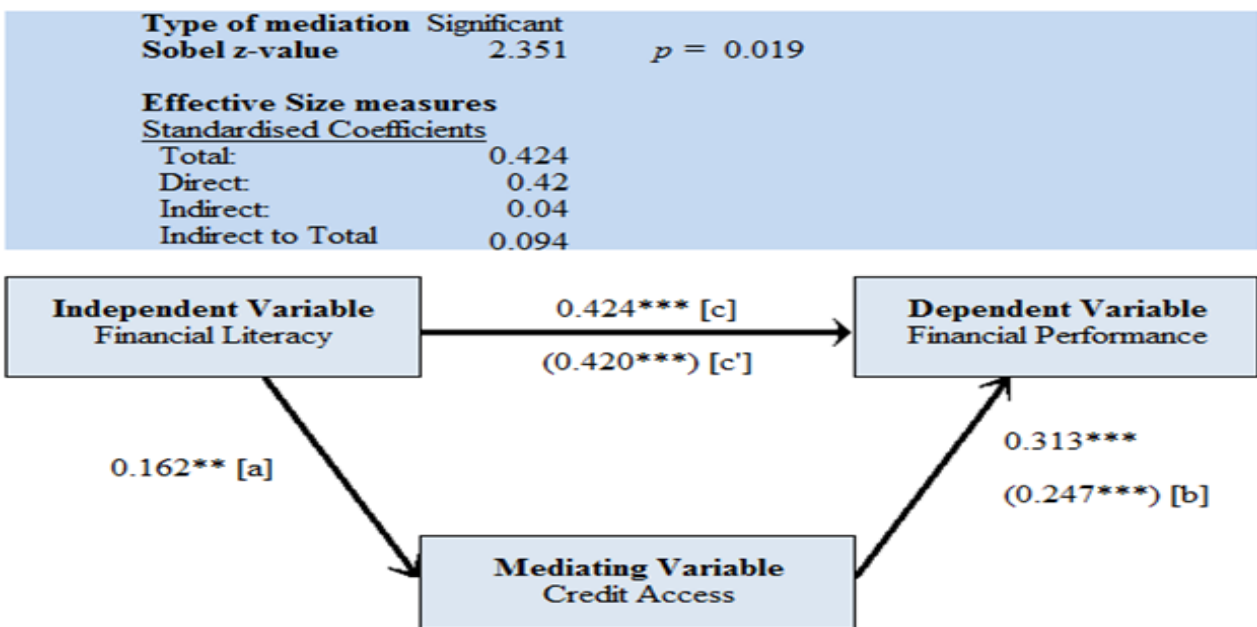 Type of mediation Significant
Sobel z-value 2.351 p = 0.019
Effective Size measures
Standardised Coefficients
Total: 0.424
Direct: 0.42
Indirect: 0.04
Indirect to Total 0.094
Independent Variable
Financial Literacy
0.424*** [c]
(0.420***) [c']
Dependent Variable
Financial Performance
0.162** [a]
0.313***
(0.247***) [b]
Mediating Variable
Credit Access